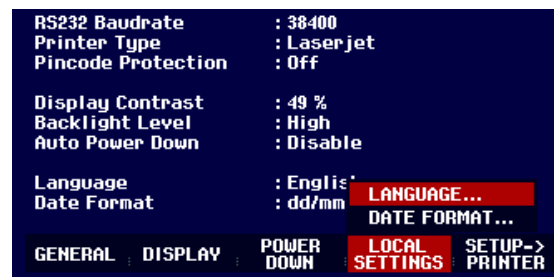 RS232 Baudrate : 38400
Printer Type : Laserjet
Pincode Protection : Off
Display Contrast : 49 %
Backlight Level : High
Auto Power Down : Disable
Language : Englis
Date Format : dd/mm
LANGUAGE...
DATE FORMAT...
GENERAL DISPLAY POWER DOWN LOCAL SETTINGS SETUP-> PRINTER